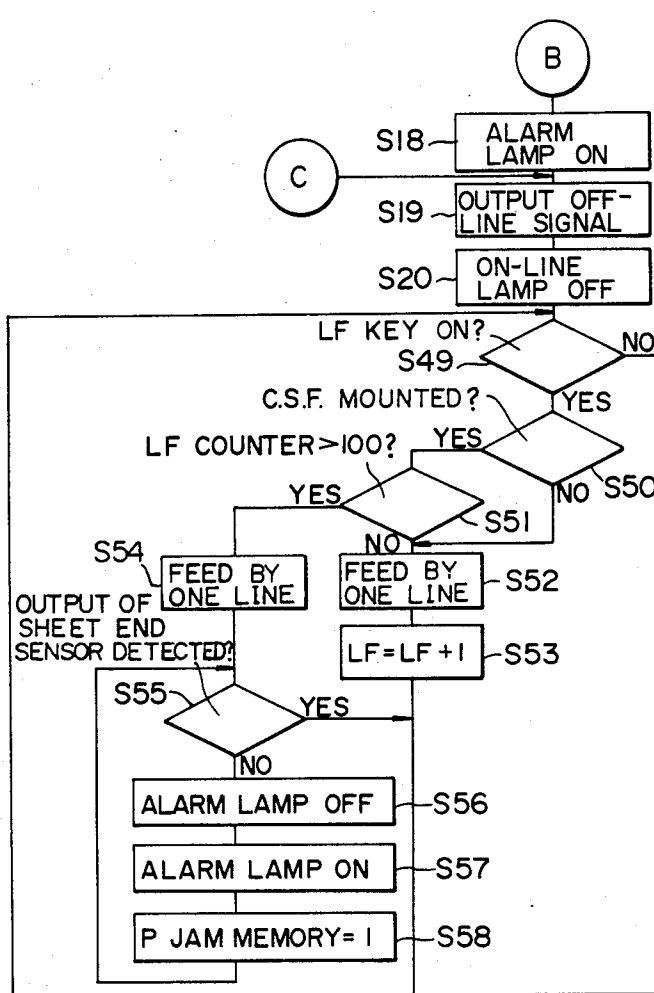 B
S18
ALARM
LAMP ON
C
S19
OUTPUT OFF-
LINE SIGNAL
S20
ON-LINE
LAMP OFF
LF KEY ON?
S49
NO
YES
C.S.F. MOUNTED?
YES
S50
NO
LF COUNTER>100?
YES
S51
NO
S54
FEED BY
ONE LINE
FEED BY
ONE LINE
S52
LF=LF+1
S53
OUTPUT OF
SHEET END
SENSOR DETECTED?
S55
YES
NO
ALARM LAMP OFF
S56
ALARM LAMP ON
S57
P JAM MEMORY=1
S58